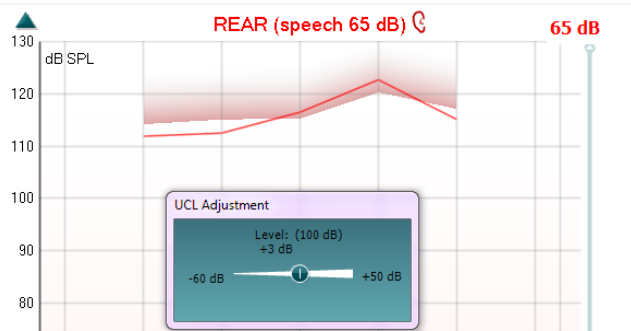 REAR (speech 65 dB)
65 dB
130
dB SPL
120
110
100
90
80
UCL Adjustment
Level: (100 dB)
+3 dB
-60 dB
+50 dB